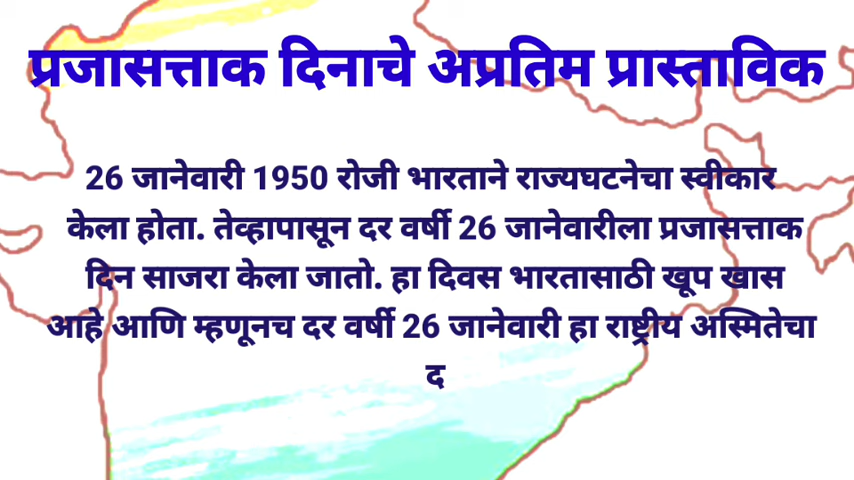 प्रजासत्ताक दिनाचे अप्रतिम प्रास्ताविक
26 जानेवारी 1950 रोजी भारताने राज्यघटनेचा स्वीकार
केला होता. तेव्हापासून दर वर्षी 26 जानेवारीला प्रजासत्ताक
दिन साजरा केला जातो. हा दिवस भारतासाठी खूप खास
आहे आणि म्हणूनच दर वर्षी 26 जानेवारी हा राष्ट्रीय अस्मितेचा
द